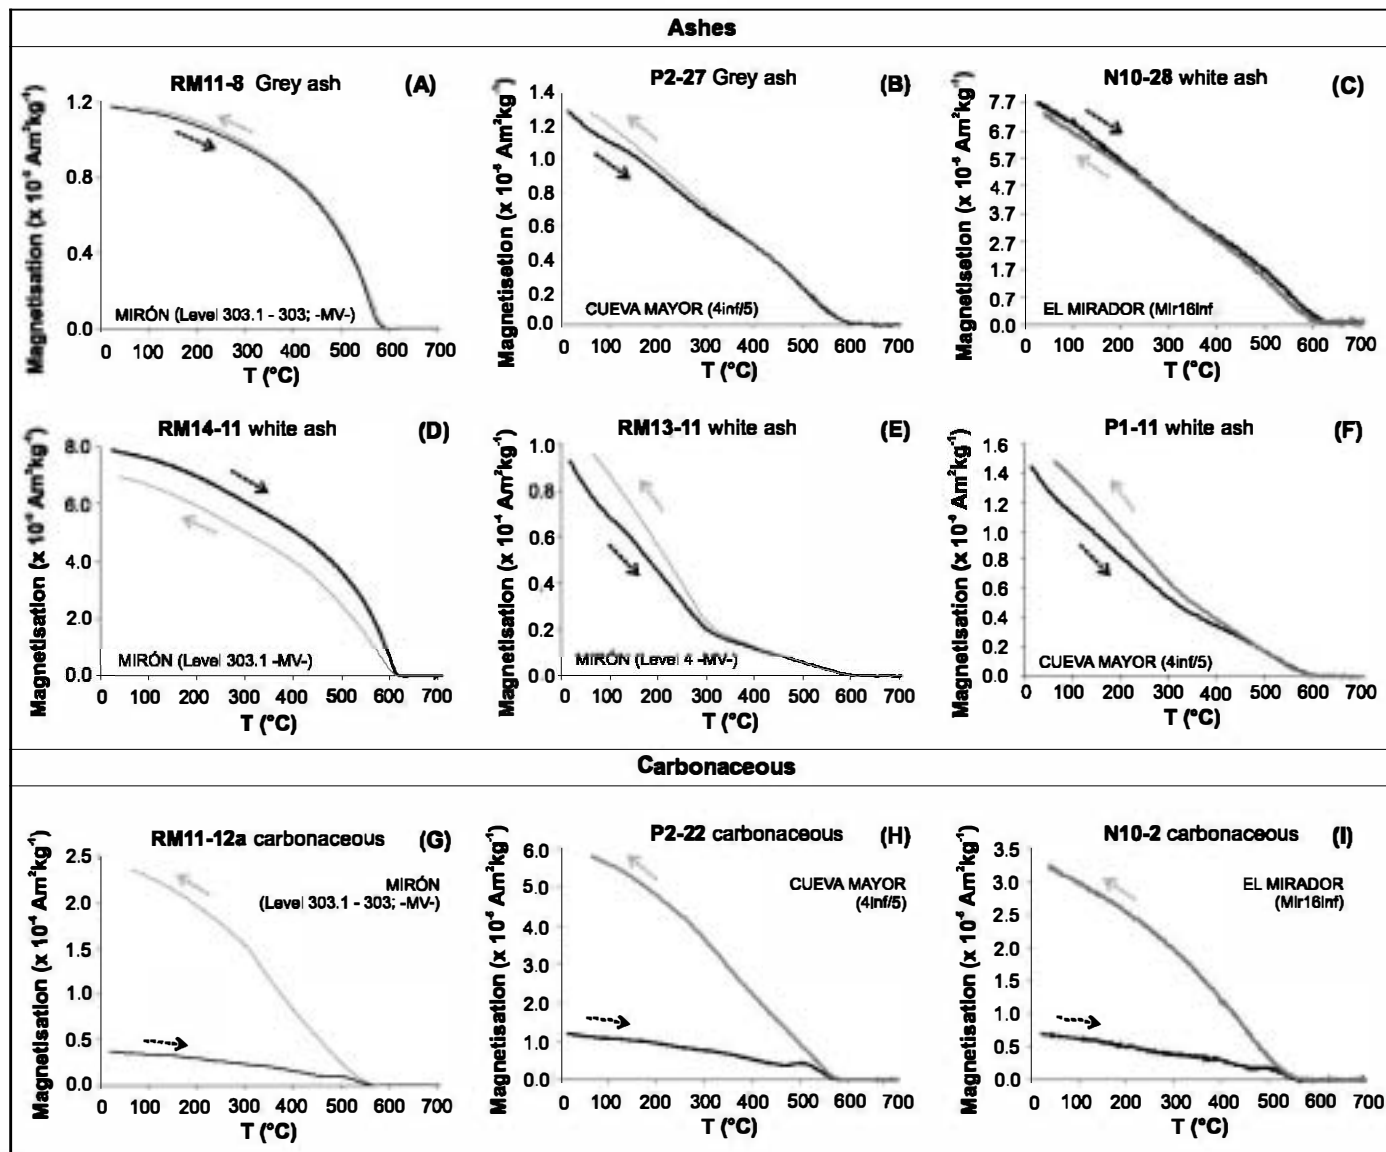 Ashes
RM11-8 Grey ash (A)
Magnetisation (x 10⁻⁵ Am²kg⁻¹)
1.2
0.8
0.4
0.0
MIRÓN (Level 303.1 - 303; -MV-)
0 100 200 300 400 500 600 700
T (°C)
P2-27 Grey ash (B)
Magnetisetion (x 10⁻⁵ Am²kg⁻¹)
1.4
1.2
1.0
0.8
0.6
0.4
0.2
0.0
CUEVA MAYOR (4inf/5)
0 100 200 300 400 500 600 700
T (°C)
N10-28 white ash (C)
Magnetisation (x 10⁻⁵ Am²kg⁻¹)
7.7
6.7
5.7
4.7
3.7
2.7
1.7
0.7
0.0
EL MIRADOR (MIr16Inf
0 100 200 300 400 500 600 700
T (°C)
RM14-11 white ash (D)
Magnetisation (x Am²kg⁻¹)
8.0
6.0
4.0
2.0
0.0
MIRÓN (Level 303.1 -MV-)
0 100 200 300 400 500 600 700
T (°C)
RM13-11 white ash (E)
Magnetisation (x 10⁻⁴ Am²kg⁻¹)
1.0
0.8
0.6
0.4
0.2
0.0
MIRÓN (Level 4 -MV-)
0 100 200 300 400 500 600 700
T (°C)
P1-11 white ash (F)
Magnetisation (x Am²kg⁻¹)
1.6
1.4
1.2
1.0
0.8
0.6
0.4
0.2
0.0
CUEVA MAYOR (4inf/5)
0 100 200 300 400 500 600 700
T (°C)
Carbonaceous
RM11-12a carbonaceous (G)
Magnetisation (x 10⁻⁴ Am²kg⁻¹)
2.5
2.0
1.5
1.0
0.5
0.0
MIRÓN
(Level 303.1 - 303; -MV-)
0 100 200 300 400 500 600 700
T (°C)
P2-22 carbonaceous (H)
Magnetisation (x 10⁻⁵ Am²kg⁻¹)
6.0
5.0
4.0
3.0
2.0
1.0
0.0
CUEVA MAYOR
(4Inf/5)
0 100 200 300 400 500 600 700
T (°C)
N10-2 carbonaceous (I)
Magnetisation (x 10⁻⁵ Am²kg⁻¹)
3.5
3.0
2.5
2.0
1.5
1.0
0.5
0.0
EL MIRADOR
(MIr16Inf)
0 100 200 300 400 500 600 700
T (°C)